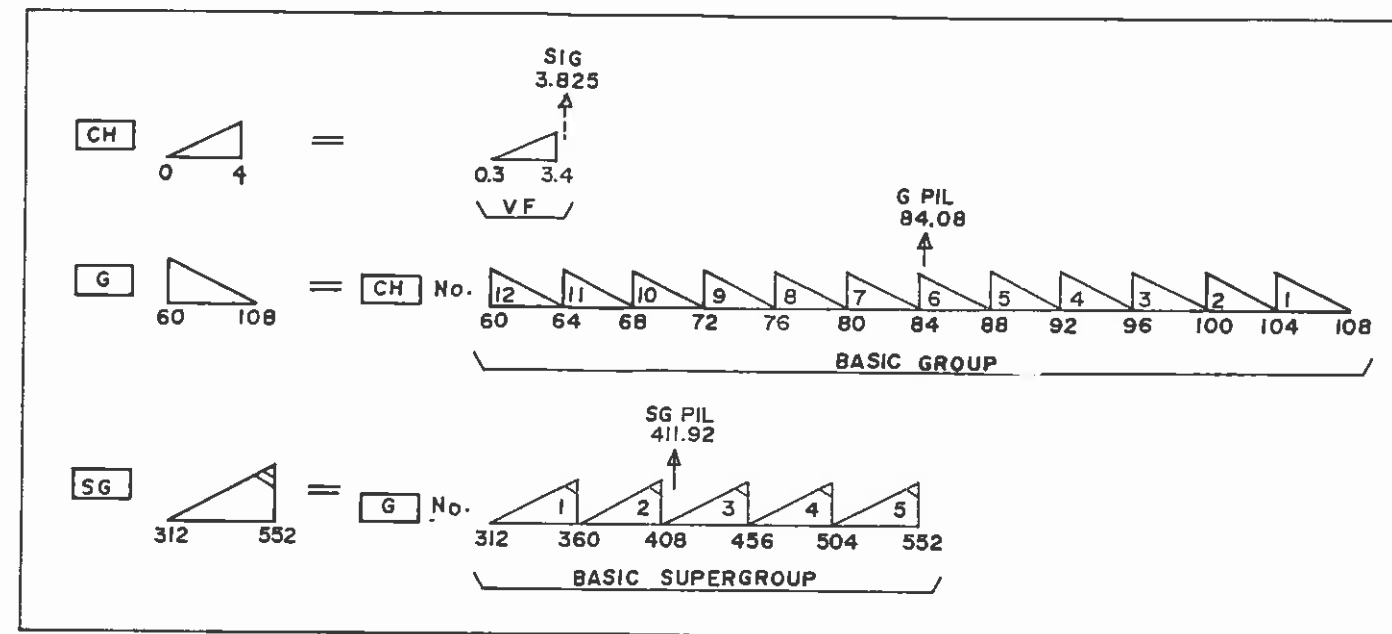 SIG
3.825
CH
0 4 = 0.3 3.4
VF
G PIL
84.08
G = CH No. 12 11 10 9 8 7 6 5 4 3 2 1
60 108 60 64 68 72 76 80 84 88 92 96 100 104 108
BASIC GROUP
SG PIL
411.92
SG = G No. 1 2 3 4 5
312 552 312 360 408 456 504 552
BASIC SUPERGROUP